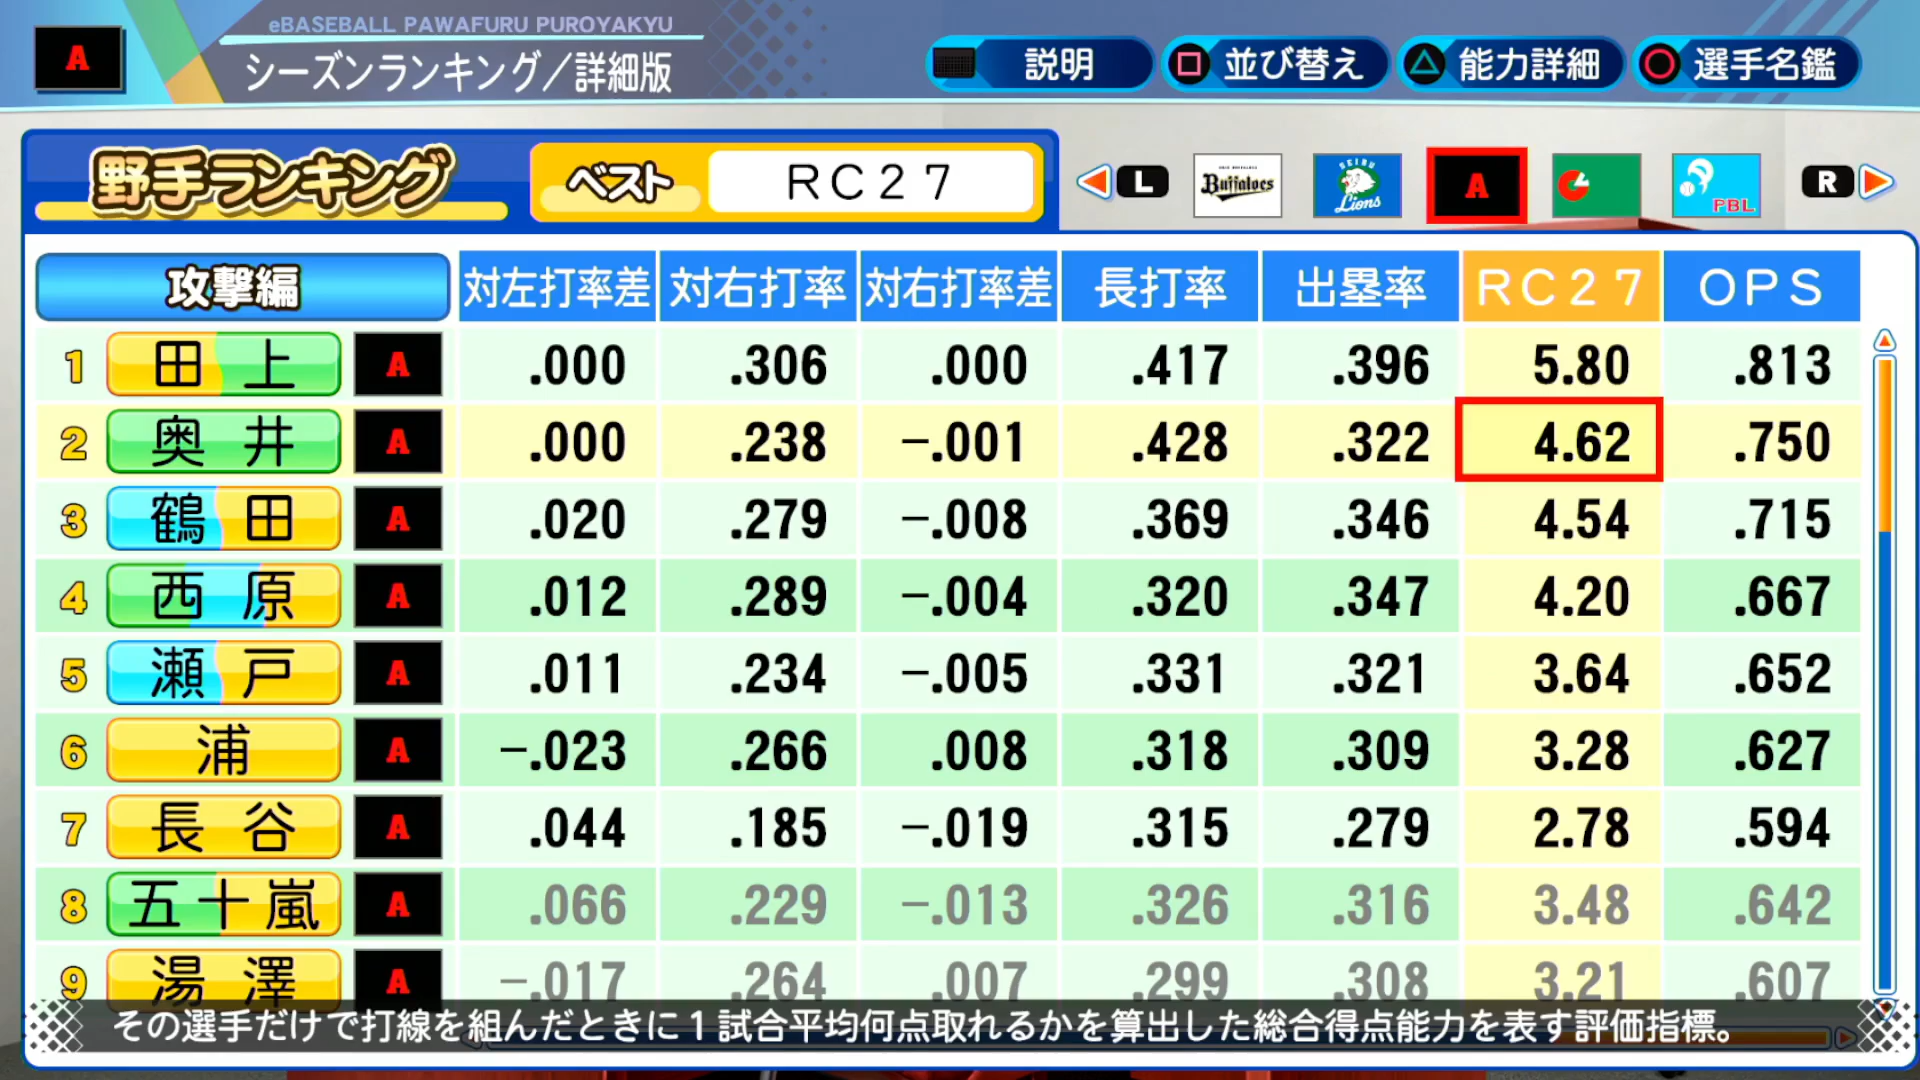 eBASEBALL PAWAFURU PUROYAKYU
A シーズンランキング／詳細版 説明 並び替え 能力詳細 選手名鑑
野手ランキング ベスト RC27 L Buffaloes SEIBU Lions A G PBL R
攻撃編 対左打率差 対右打率 対右打率差 長打率 出塁率 RC27 OPS
1 田上 A .000 .306 .000 .417 .396 5.80 .813
2 奥井 A .000 .238 -.001 .428 .322 4.62 .750
3 鶴田 A .020 .279 -.008 .369 .346 4.54 .715
4 西原 A .012 .289 -.004 .320 .347 4.20 .667
5 瀬戸 A .011 .234 -.005 .331 .321 3.64 .652
6 浦 A -.023 .266 .008 .318 .309 3.28 .627
7 長谷 A .044 .185 -.019 .315 .279 2.78 .594
8 五十嵐 A .066 .229 -.013 .326 .316 3.48 .642
9 湯澤 A -.017 .264 .007 .299 .308 3.21 .607
その選手だけで打線を組んだときに１試合平均何点取れるかを算出した総合得点能力を表す評価指標。